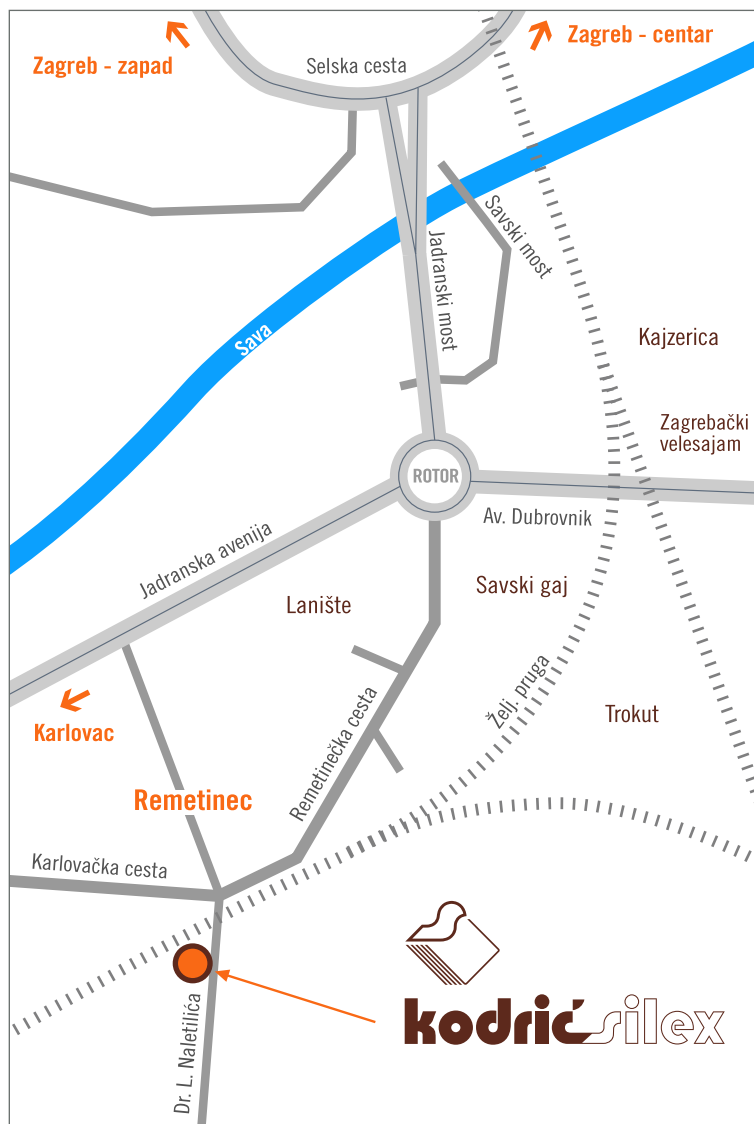 Zagreb - zapad
Zagreb - centar
Selska cesta
Savski most
Jadranski most
Sava
Kajzerica
Zagrebački
velesajam
ROTOR
Av. Dubrovnik
Jadranska avenija
Lanište
Savski gaj
Želj. pruga
Trokut
Karlovac
Remetinečka cesta
Remetinec
Karlovačka cesta
Dr. L. Naletilića
kodrić silex